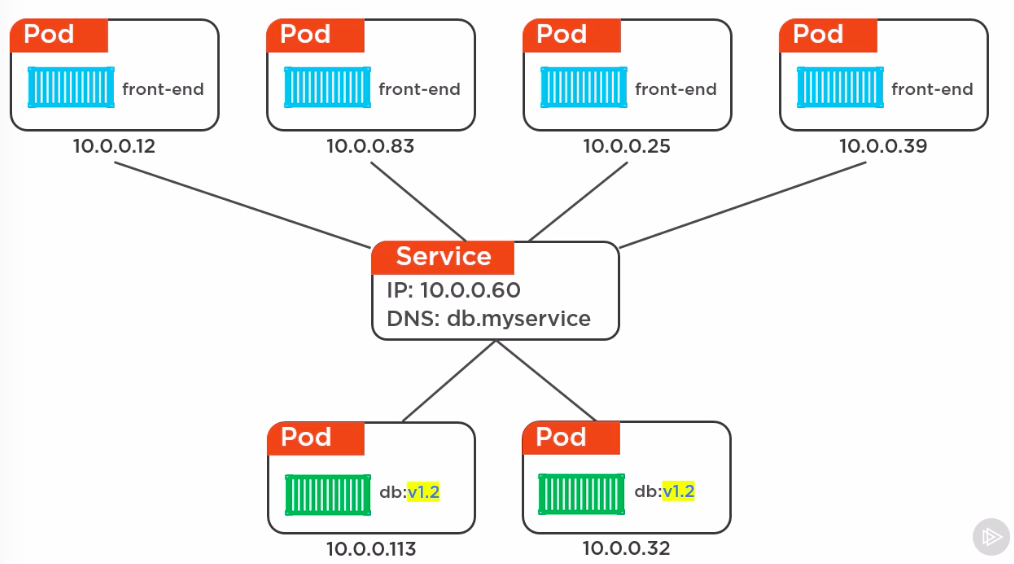 Pod
front-end
10.0.0.12
Pod
front-end
10.0.0.83
Pod
front-end
10.0.0.25
Pod
front-end
10.0.0.39
Service
IP: 10.0.0.60
DNS: db.myservice
Pod
db:v1.2
10.0.0.113
Pod
db:v1.2
10.0.0.32